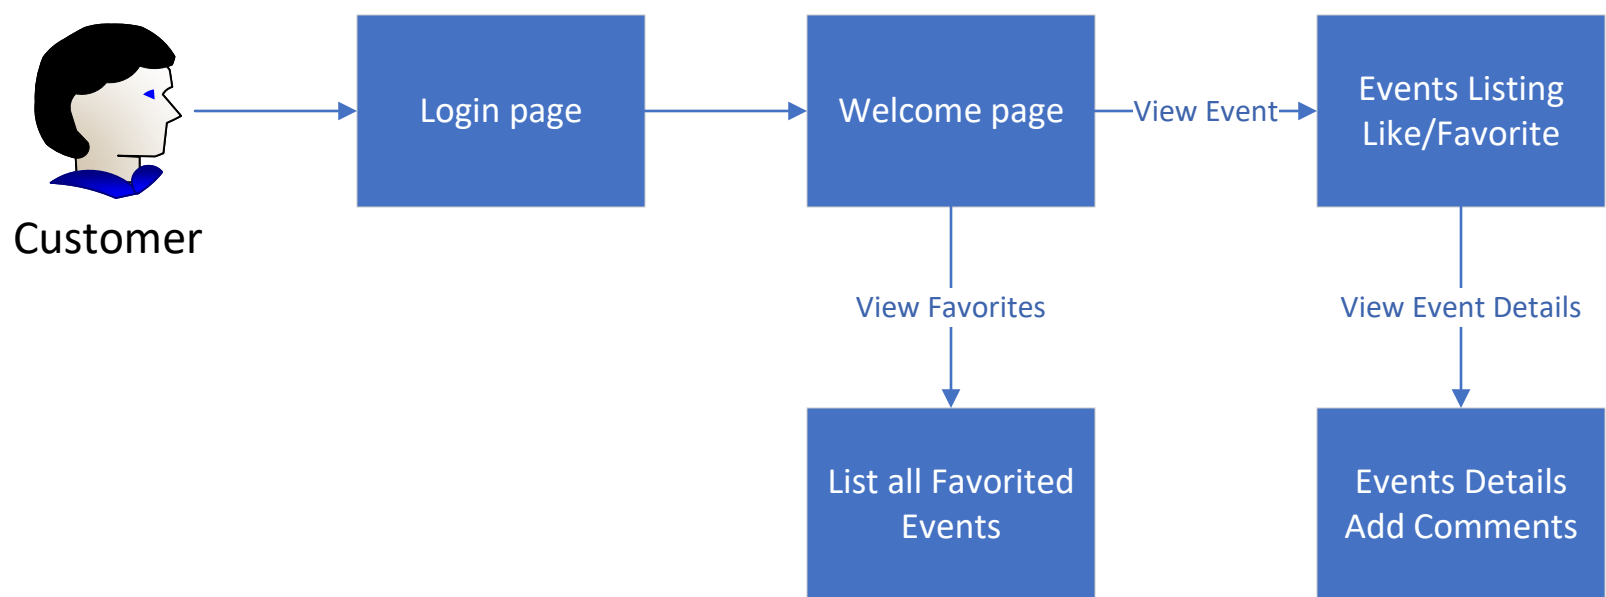 Login page
Welcome page
View Event
Events Listing
Like/Favorite
Customer
View Favorites
View Event Details
List all Favorited
Events
Events Details
Add Comments